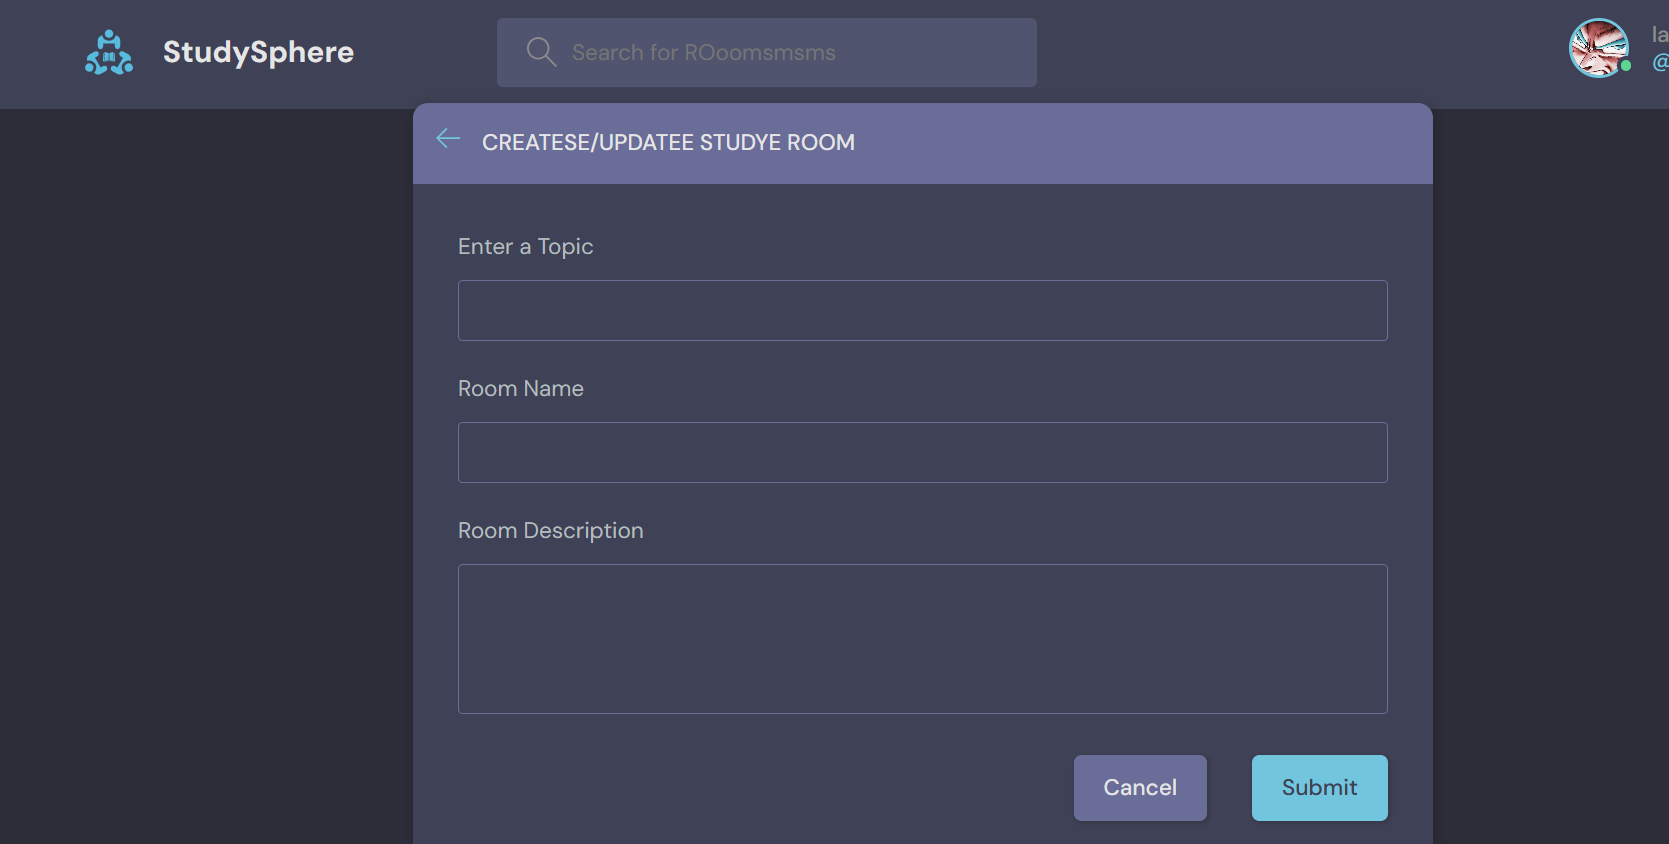 StudySphere
Search for ROoomsmsms
la
@
CREATESE/UPDATEE STUDYE ROOM
Enter a Topic
Room Name
Room Description
Cancel
Submit